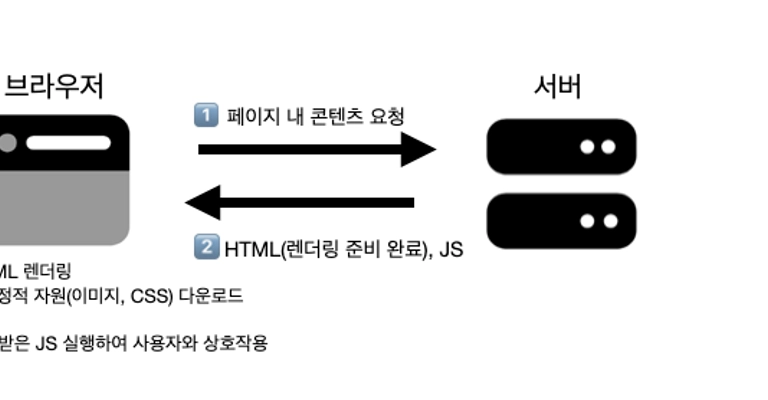 브라우저
서버
1 페이지 내 콘텐츠 요청
2 HTML(렌더링 준비 완료), JS
ML 렌더링
정적 자원(이미지, CSS) 다운로드
받은 JS 실행하여 사용자와 상호작용